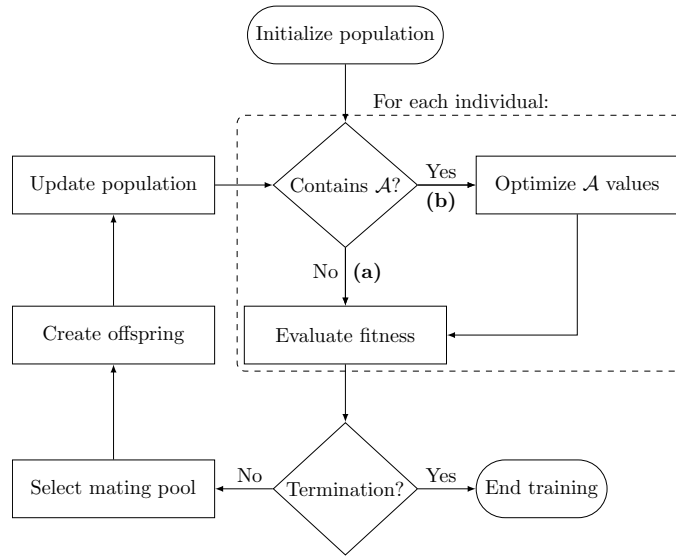 Initialize population
For each individual:
Update population
Contains 𝒜?
Yes
(b)
Optimize 𝒜 values
No (a)
Create offspring
Evaluate fitness
Select mating pool
No
Termination?
Yes
End training